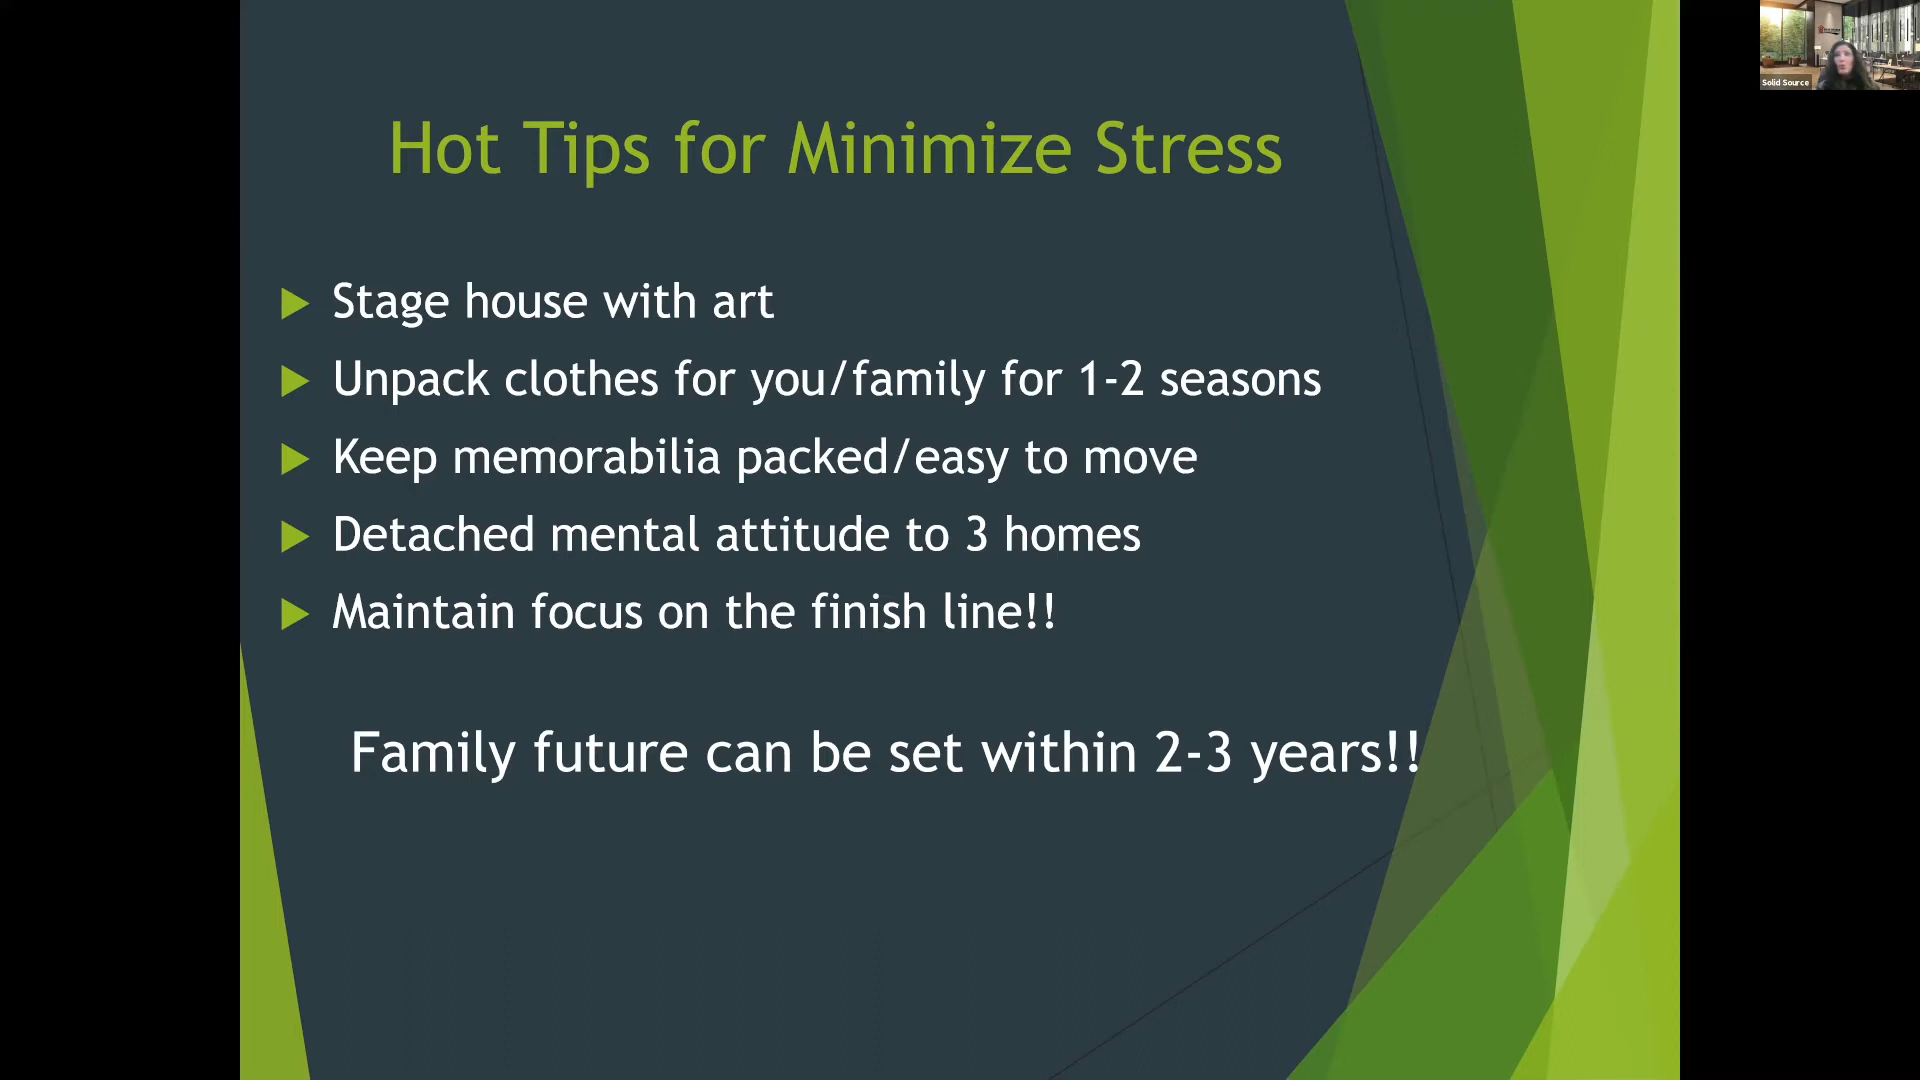 Hot Tips for Minimize Stress
Stage house with art
Unpack clothes for you/family for 1-2 seasons
Keep memorabilia packed/easy to move
Detached mental attitude to 3 homes
Maintain focus on the finish line!!
Family future can be set within 2-3 years!!
Solid Source